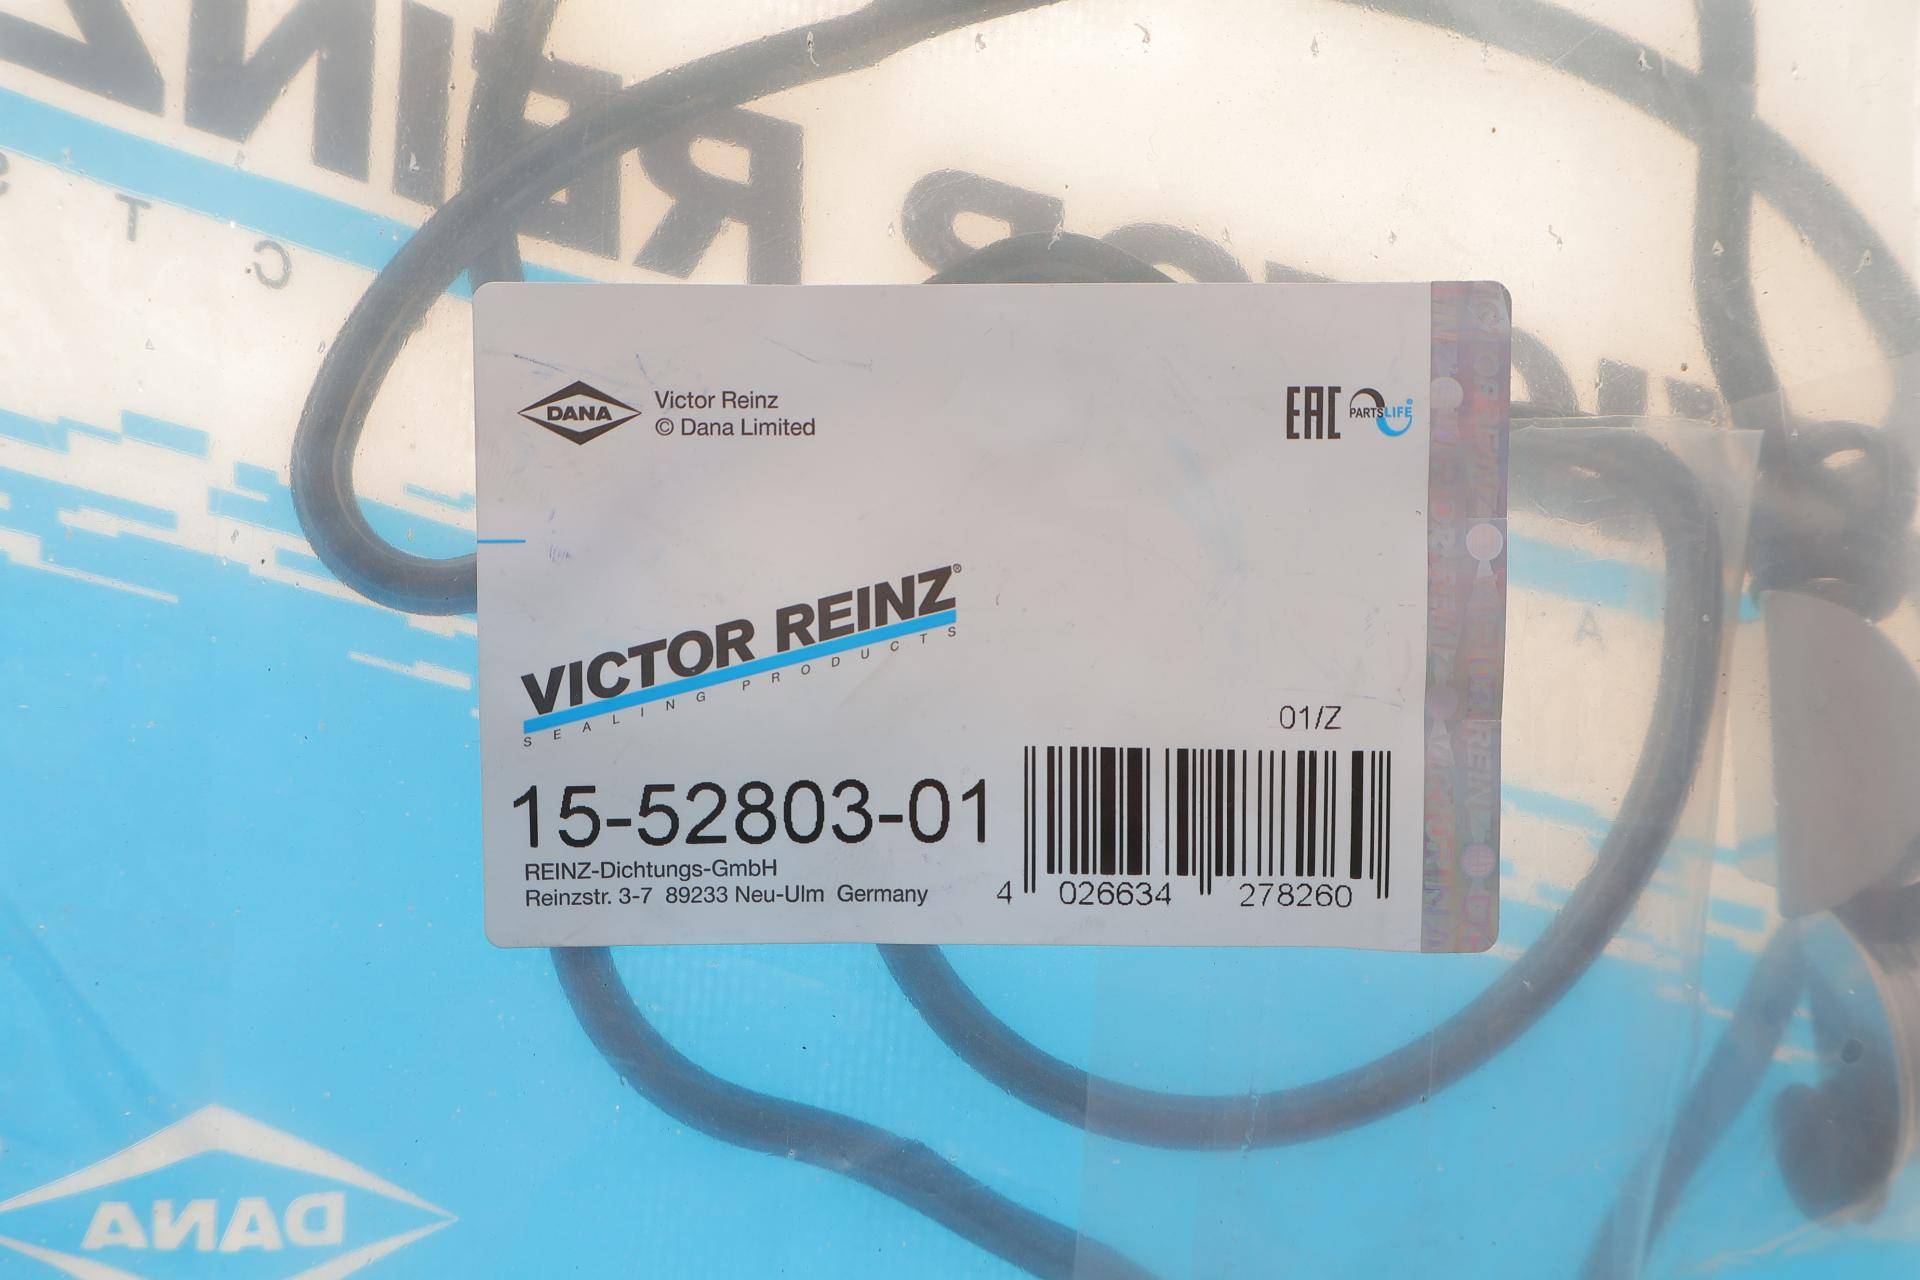 DANA
Victor Reinz
© Dana Limited
EAC
PARTSLIFE®
VICTOR REINZ®
SEALING PRODUCTS
01/Z
15-52803-01
REINZ-Dichtungs-GmbH
Reinzstr. 3-7 89233 Neu-Ulm Germany
4 026634 278260
REINZ
DANA